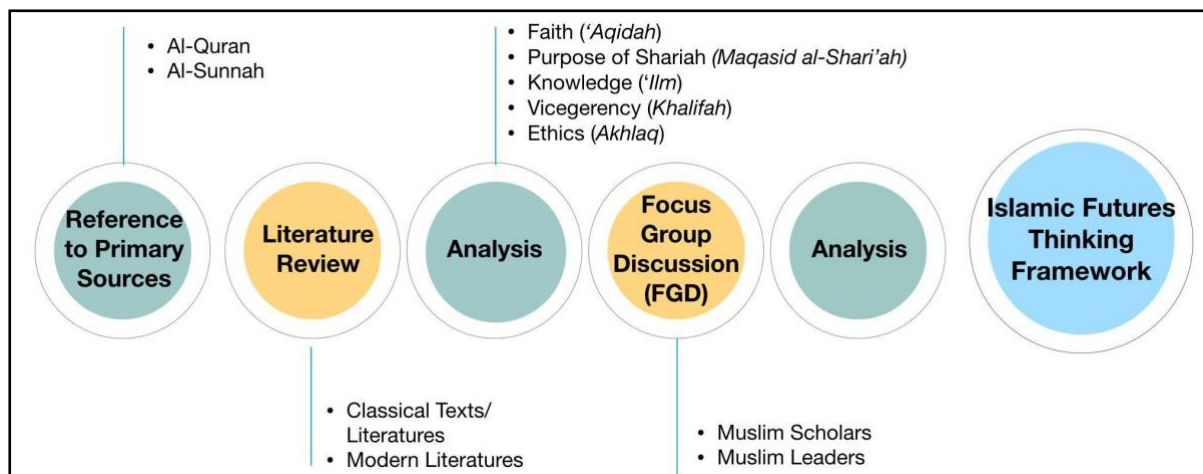 • Al-Quran
• Al-Sunnah
• Faith (‘Aqidah)
• Purpose of Shariah (Maqasid al-Shari’ah)
• Knowledge (‘Ilm)
• Vicegerency (Khalifah)
• Ethics (Akhlaq)
Reference
to Primary
Sources
Literature
Review
Analysis
Focus
Group
Discussion
(FGD)
Analysis
Islamic Futures
Thinking
Framework
• Classical Texts/
Literatures
• Modern Literatures
• Muslim Scholars
• Muslim Leaders